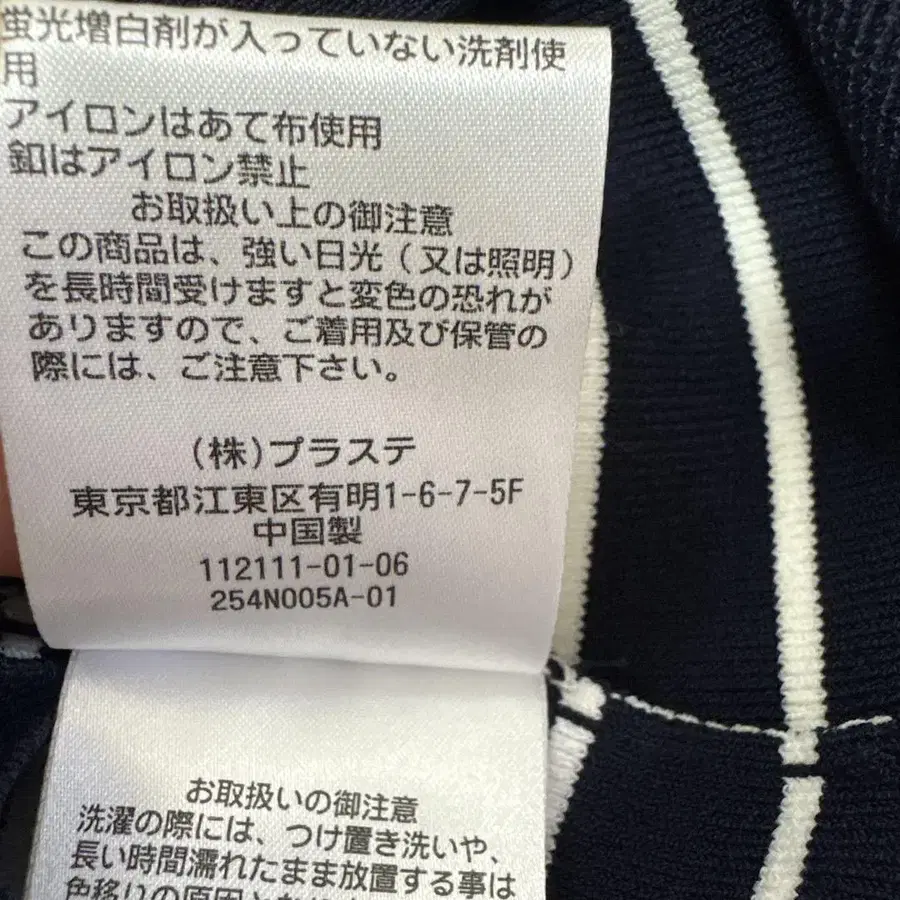 蛍光増白剤が入っていない洗剤使
用
アイロンはあて布使用
釦はアイロン禁止
お取扱い上の御注意
この商品は、強い日光(又は照明)
を長時間受けますと変色の恐れが
ありますので、ご着用及び保管の
際には、ご注意下さい。
(株)プラステ
東京都江東区有明1-6-7-5F
中国製
112111-01-06
254N005A-01
お取扱いの御注意
洗濯の際には、つけ置き洗いや、
長い時間濡れたまま放置する事は
色移りの原因と